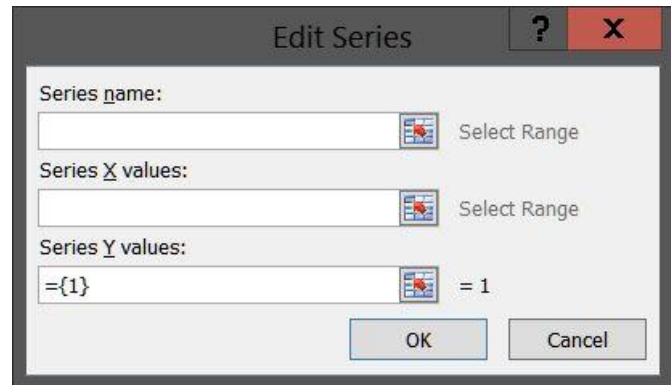 Edit Series
? X
Series name:
Select Range
Series X values:
Select Range
Series Y values:
={1} = 1
OK Cancel